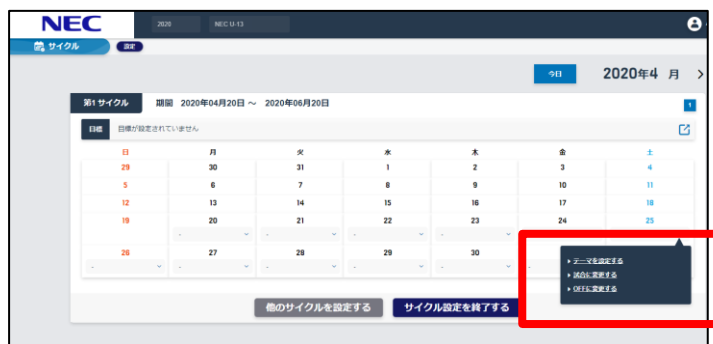 NEC 2020 NEC U-13
サイクル 設定
今日 2020年4 月 >
第1 サイクル 期間 2020年04月20日 ~ 2020年06月20日 1
目標 目標が設定されていません
日 月 火 水 木 金 土
29 30 31 1 2 3 4
5 6 7 8 9 10 11
12 13 14 15 16 17 18
19 20 21 22 23 24 25
- - - -
26 27 28 29 30
- - - - -
▸ テーマを設定する
▸ 試合に変更する
▸ OFFに変更する
他のサイクルを設定する サイクル設定を終了する